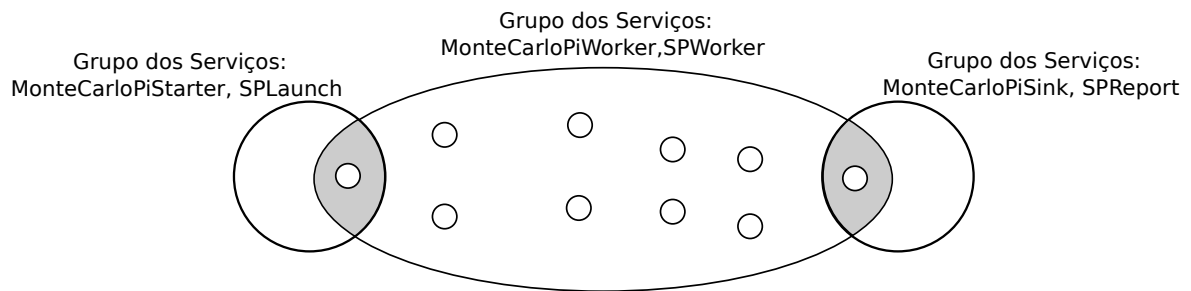 Grupo dos Serviços:
MonteCarloPiStarter, SPLaunch
Grupo dos Serviços:
MonteCarloPiWorker,SPWorker
Grupo dos Serviços:
MonteCarloPiSink, SPReport